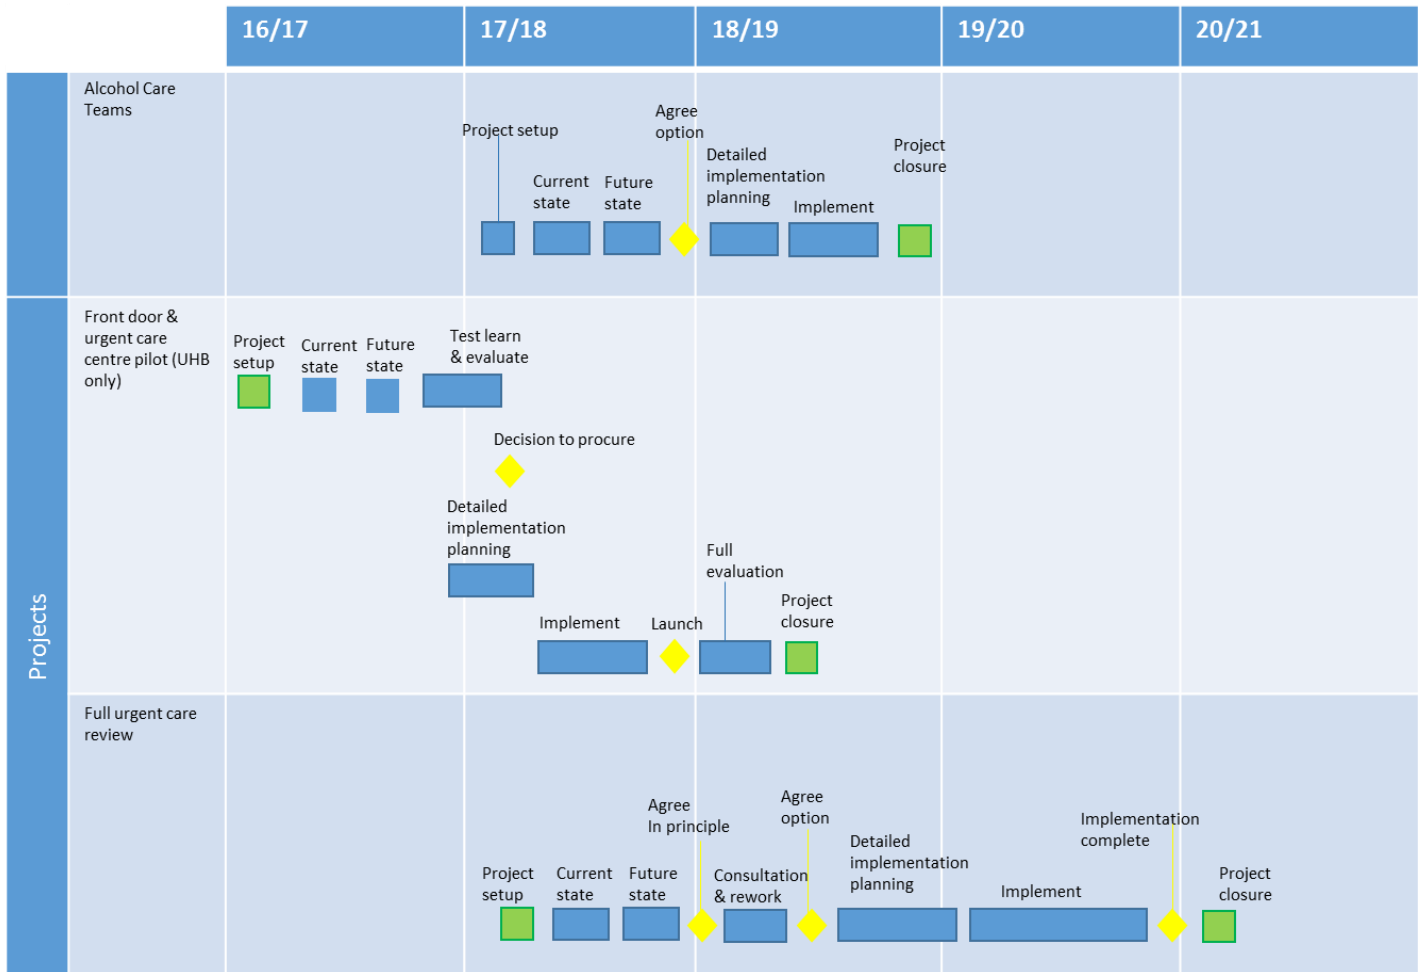 16/17
17/18
18/19
19/20
20/21
Projects
Alcohol Care
Teams
Project setup
Current
state
Future
state
Agree
option
Detailed
implementation
planning
Implement
Project
closure
Front door &
urgent care
centre pilot (UHB
only)
Project
setup
Current
state
Future
state
Test learn
& evaluate
Decision to procure
Detailed
implementation
planning
Implement
Launch
Full
evaluation
Project
closure
Full urgent care
review
Project
setup
Current
state
Future
state
Agree
In principle
Consultation
& rework
Agree
option
Detailed
implementation
planning
Implement
Implementation
complete
Project
closure